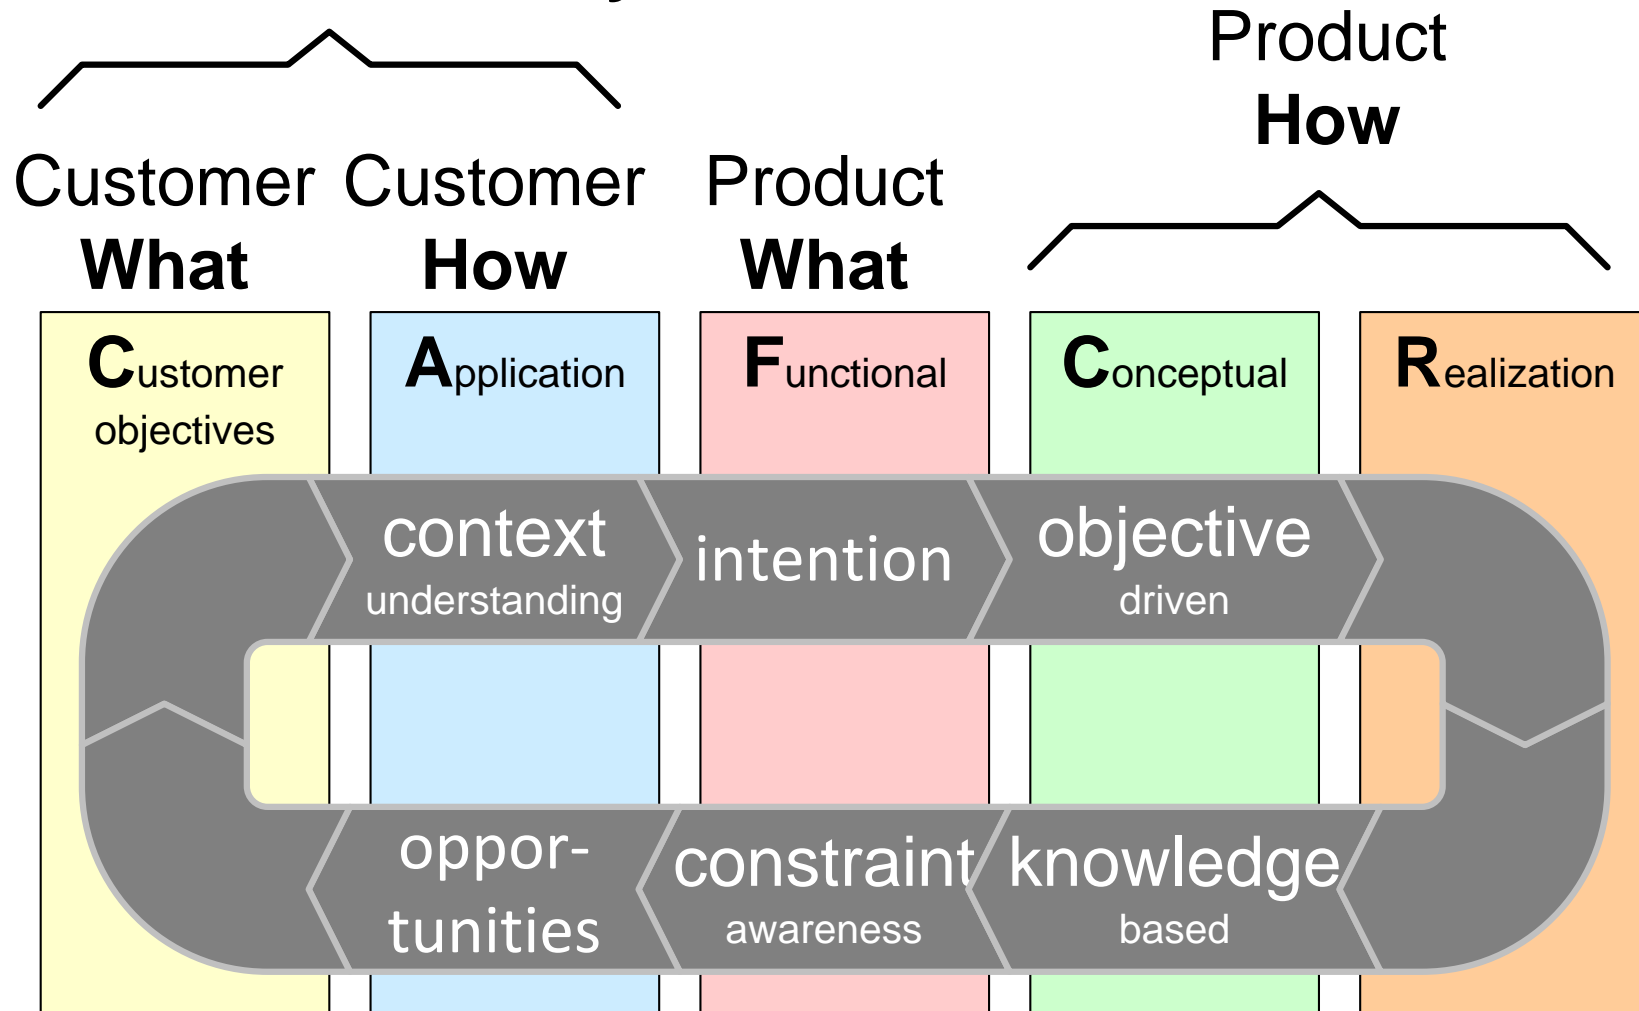 Product
How
Customer Customer Product
What How What
Customer Application Functional Conceptual Realization
objectives
context intention objective
understanding driven
oppor- constraint knowledge
tunities awareness based